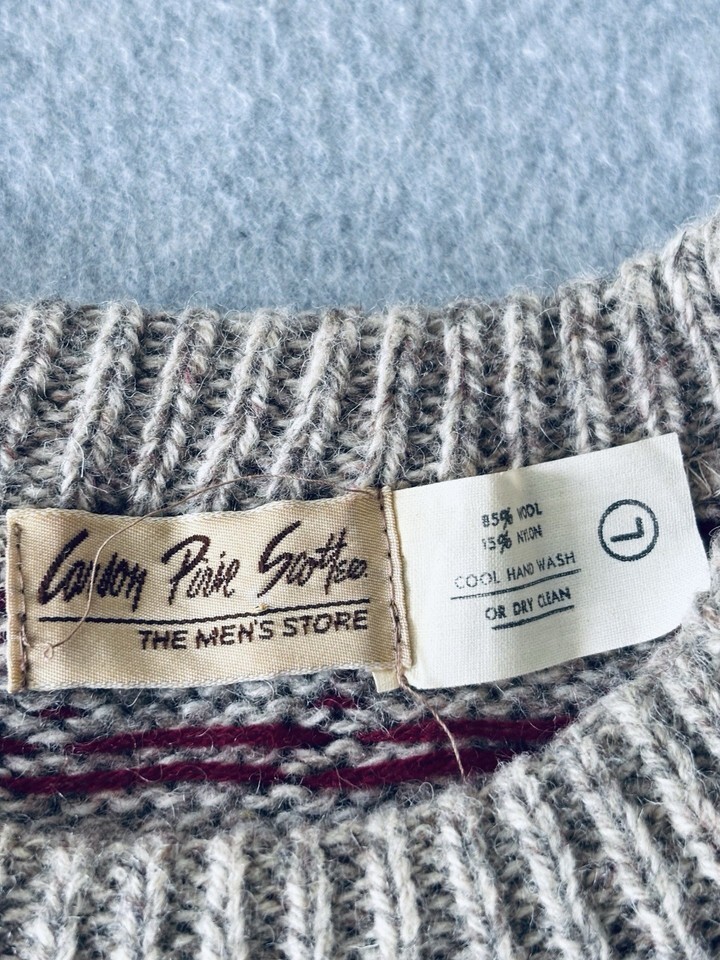 Carson Pirie Scott & Co.
THE MEN'S STORE
85% WOOL
15% NYLON
COOL HAND WASH
OR DRY CLEAN
L